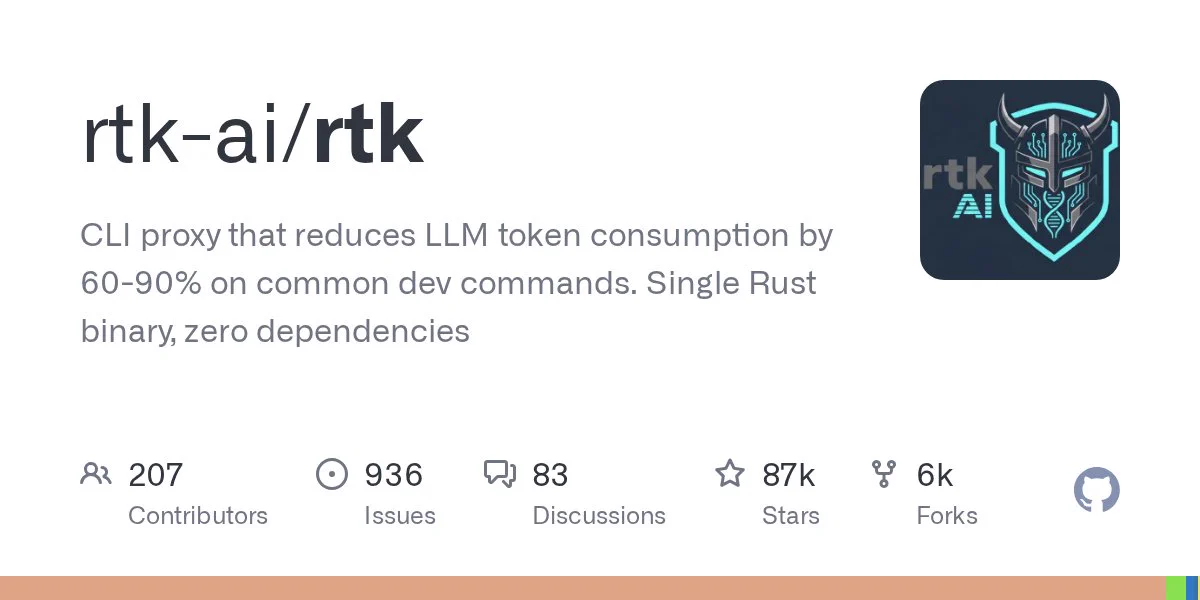 rtk-ai/rtk
rtk
AI
CLI proxy that reduces LLM token consumption by
60-90% on common dev commands. Single Rust
binary, zero dependencies
207
Contributors
936
Issues
83
Discussions
87k
Stars
6k
Forks